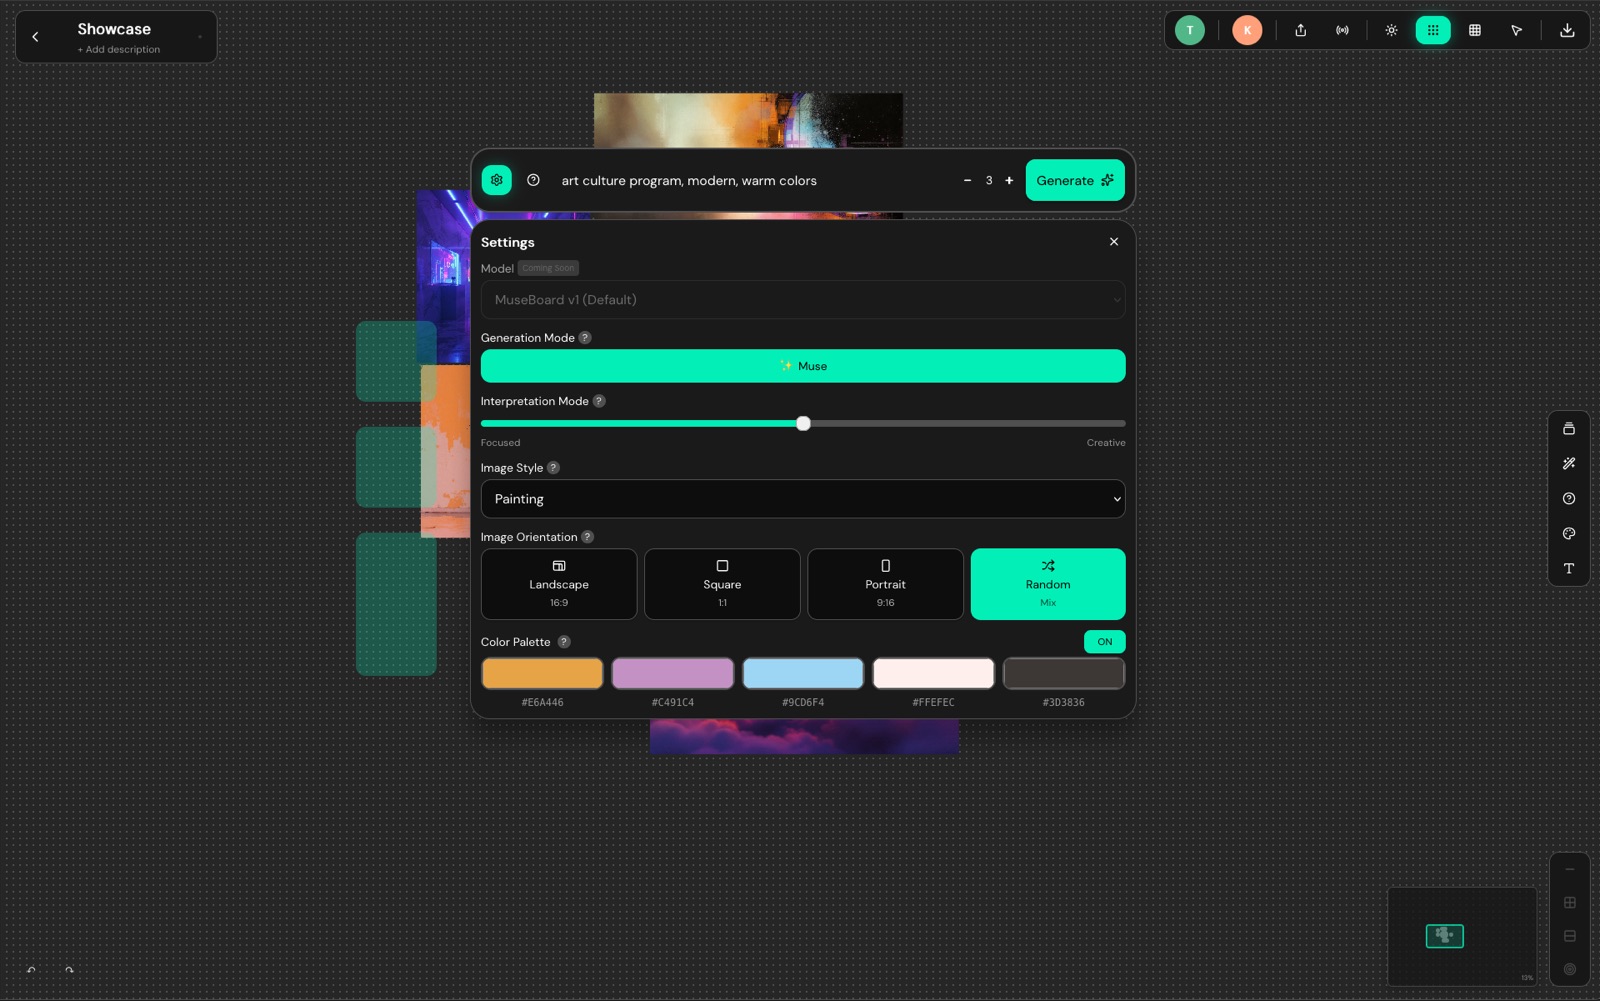 Showcase
+ Add description
T
K
art culture program, modern, warm colors
− 3 +
Generate
Settings
Model Coming Soon
MuseBoard v1 (Default)
Generation Mode ?
✨ Muse
Interpretation Mode ?
Focused
Creative
Image Style ?
Painting
Image Orientation ?
Landscape
16:9
Square
1:1
Portrait
9:16
Random
Mix
Color Palette ?
ON
#E6A446
#C491C4
#9CD6F4
#FFEFEC
#3D3836
T
13%